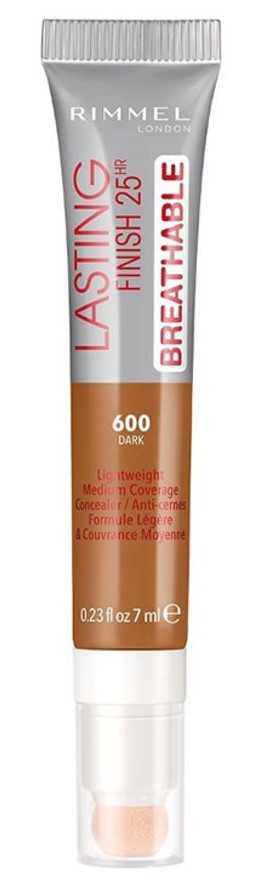 RIMMEL
LONDON
LASTING
FINISH 25HR
BREATHABLE
600
DARK
Lightweight
Medium Coverage
Concealer / Anti-cernes
Formule Légère
& Couvrance Moyenne
0.23 fl oz 7 ml ℮